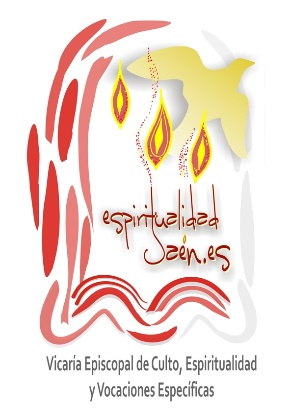 espiritualidad
Jaén.es
Vicaría Episcopal de Culto, Espiritualidad
y Vocaciones Específicas